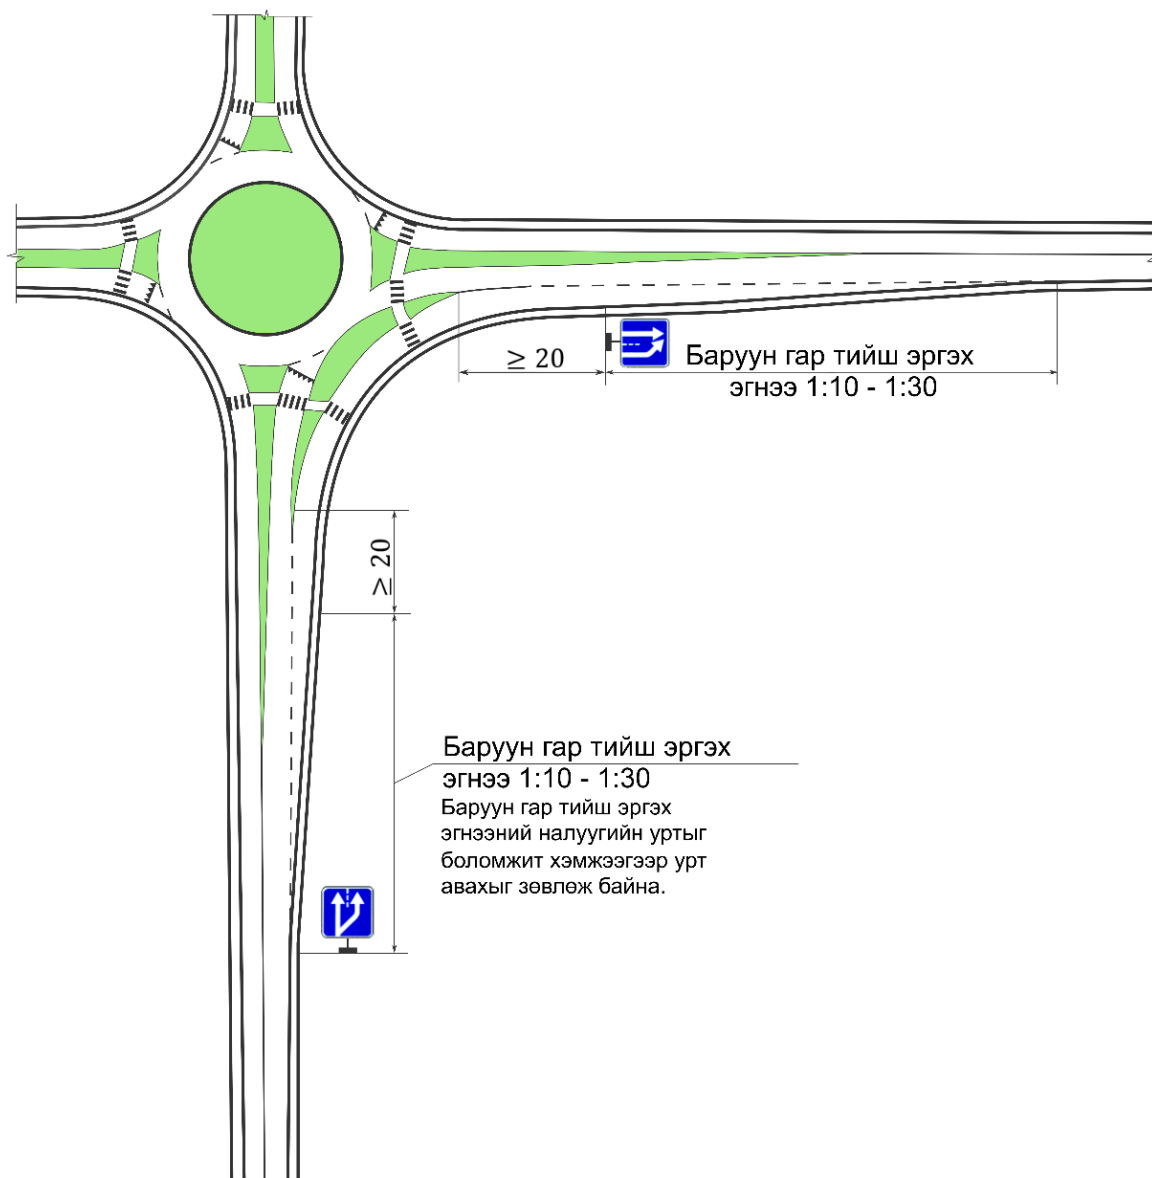 ≥ 20
Баруун гар тийш эргэх
эгнээ 1:10 - 1:30
≥ 20
Баруун гар тийш эргэх
эгнээ 1:10 - 1:30
Баруун гар тийш эргэх
эгнээний налуугийн уртыг
боломжит хэмжээгээр урт
авахыг зөвлөж байна.